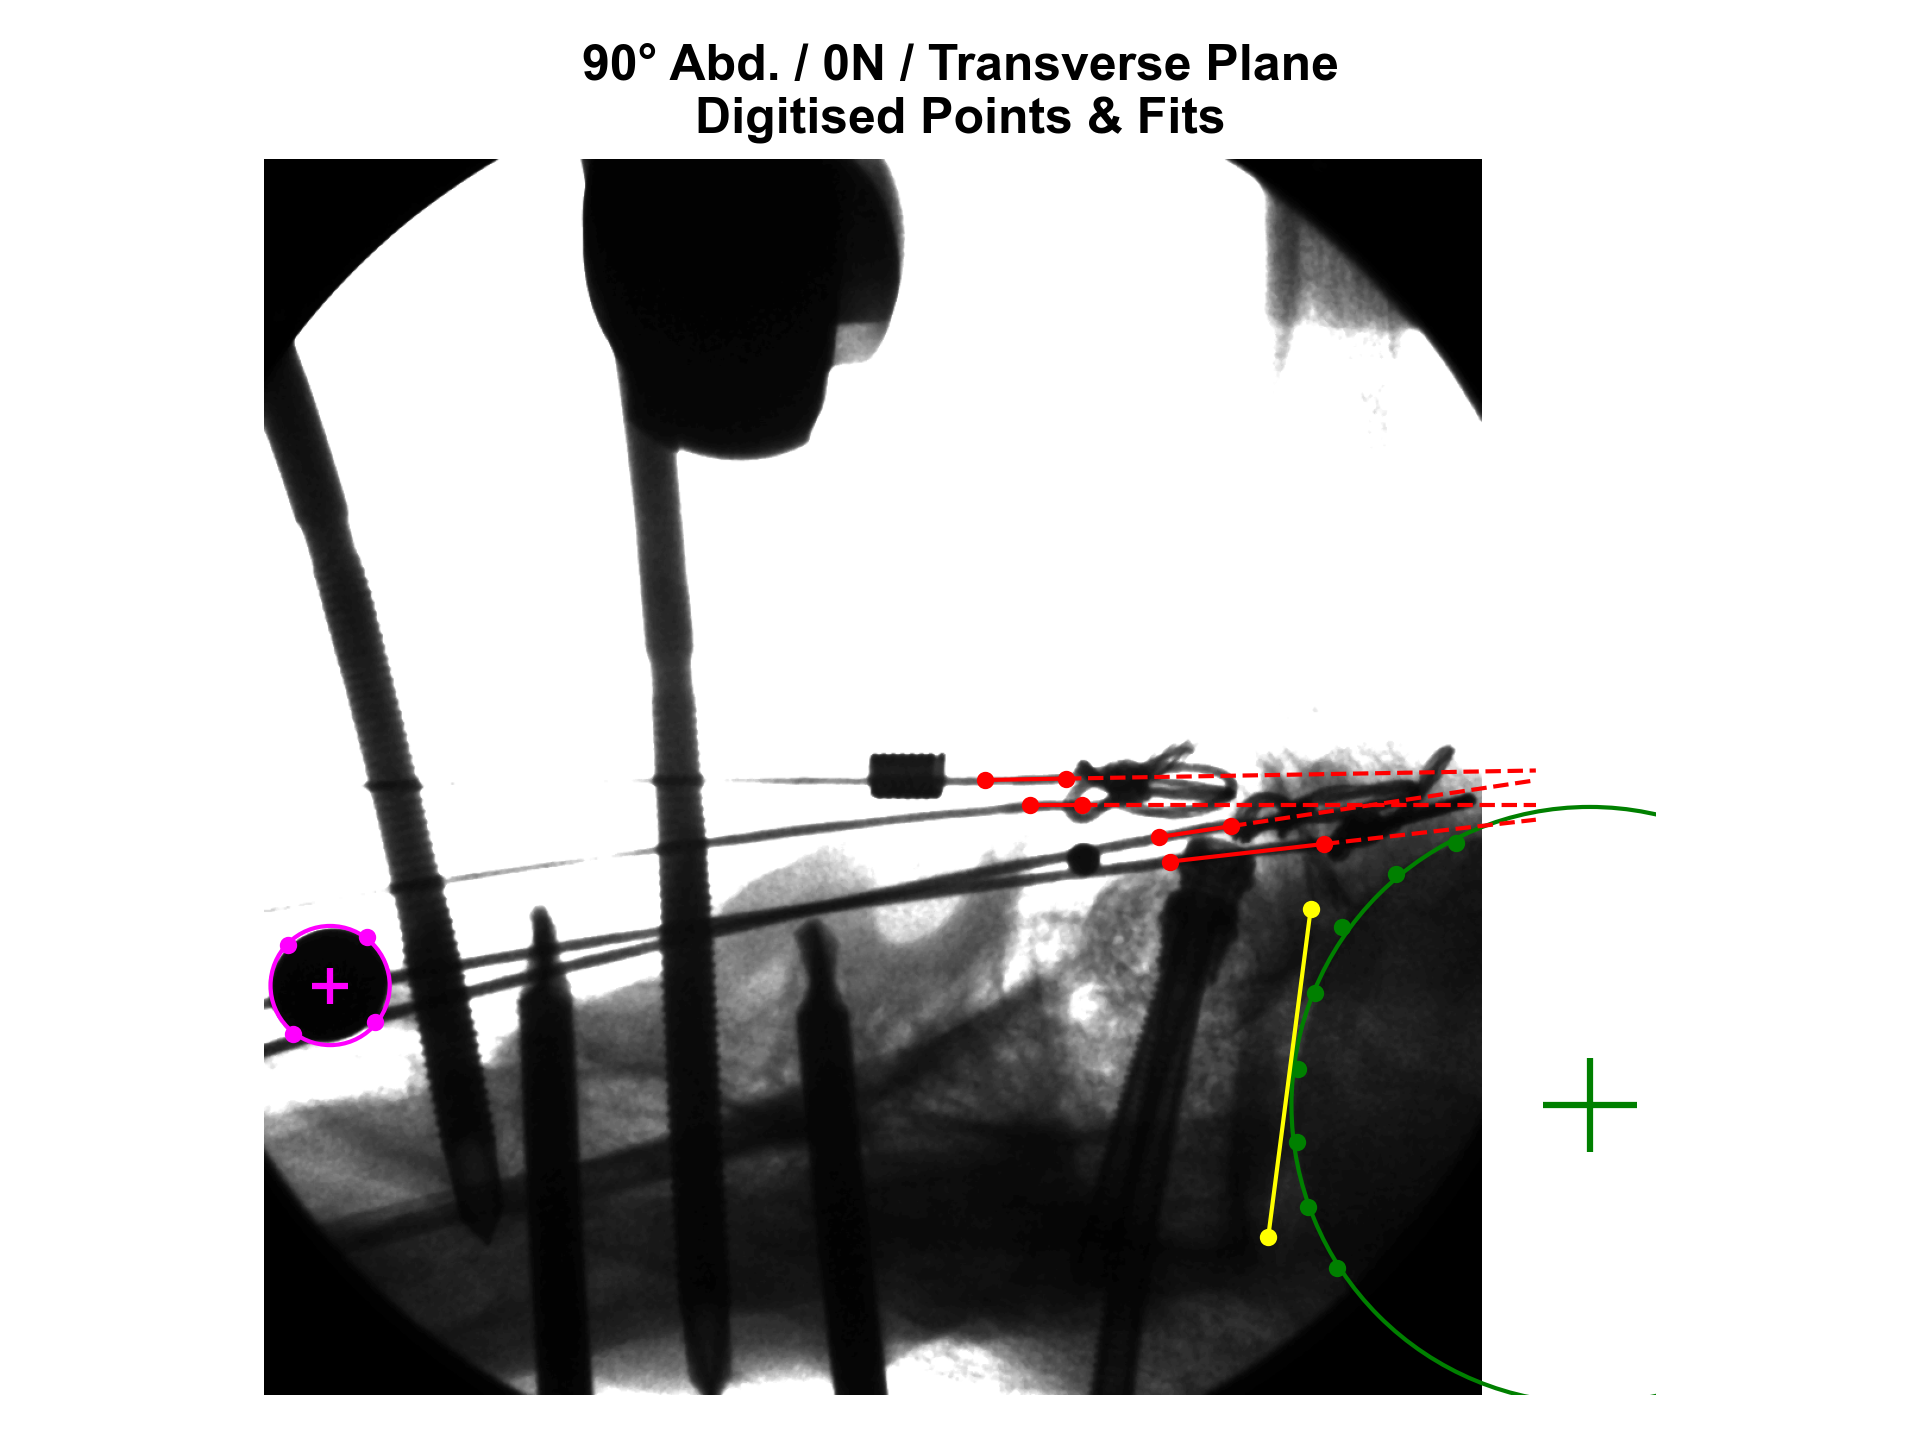 90° Abd. / 0N / Transverse Plane
Digitised Points & Fits